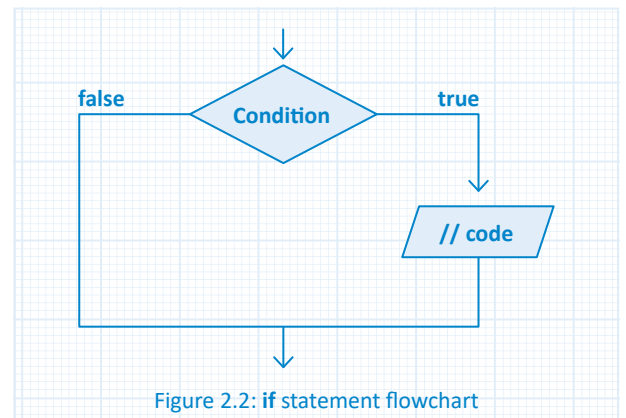 false
true
Condition
// code
Figure 2.2: if statement flowchart